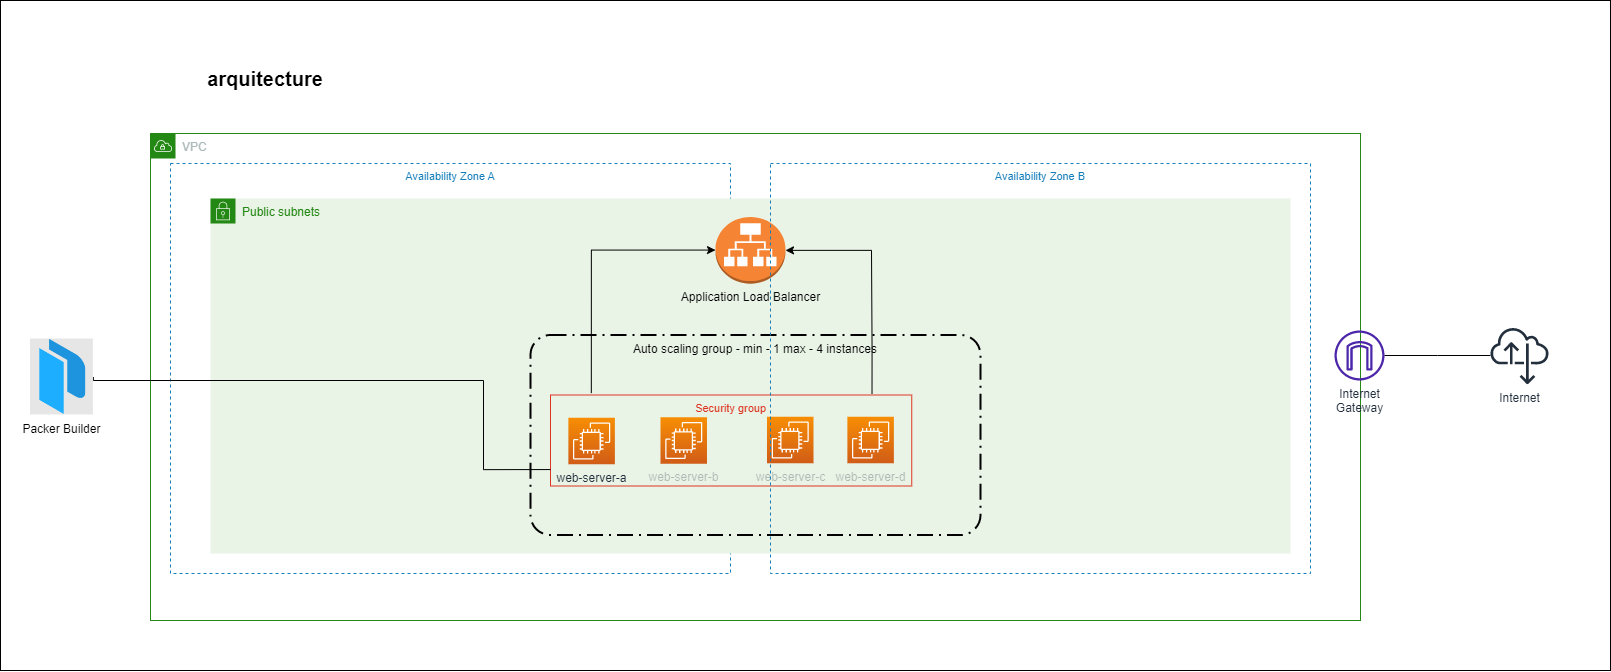 arquitecture
VPC
Availability Zone A
Availability Zone B
Public subnets
Application Load Balancer
Auto scaling group - min - 1 max - 4 instances
Security group
web-server-a
web-server-b
web-server-c
web-server-d
Packer Builder
Internet
Gateway
Internet